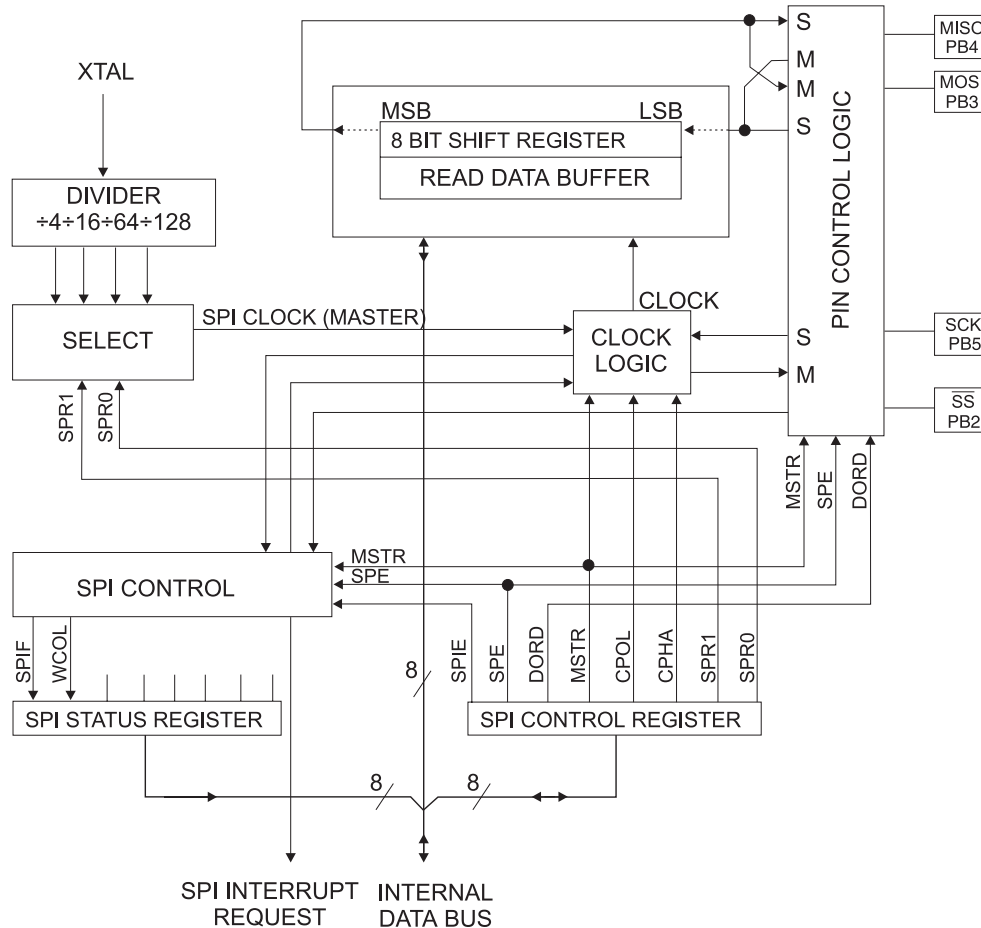 S
MISO
PB4
XTAL
M
MOSI
PB3
M
MSB
LSB
S
8 BIT SHIFT REGISTER
READ DATA BUFFER
DIVIDER
÷4÷16÷64÷128
PIN CONTROL LOGIC
CLOCK
SPI CLOCK (MASTER)
SELECT
CLOCK
LOGIC
S
M
SCK
PB5
SS
PB2
SPR1
SPR0
MSTR
SPE
DORD
MSTR
SPE
SPI CONTROL
SPIF
WCOL
SPIE
SPE
DORD
MSTR
CPOL
CPHA
SPR1
SPR0
8
SPI STATUS REGISTER
SPI CONTROL REGISTER
8
8
SPI INTERRUPT
REQUEST
INTERNAL
DATA BUS